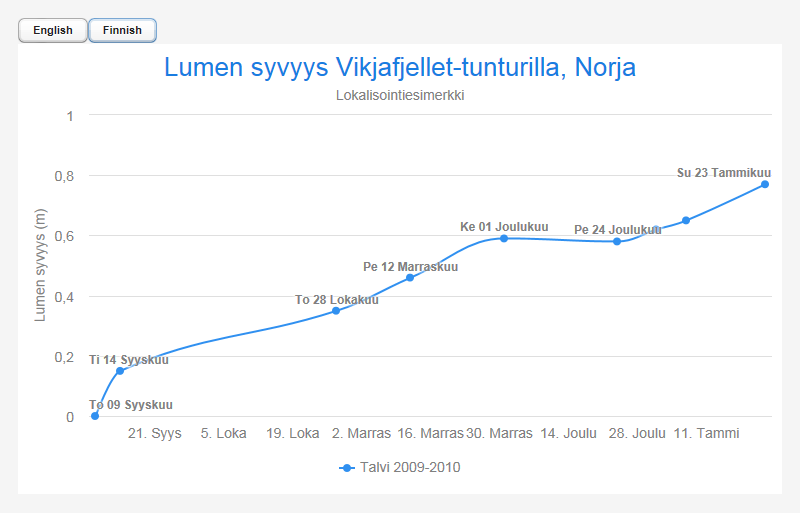 English Finnish
Lumen syvyys Vikjafjellet-tunturilla, Norja
Lokalisointiesimerkki
Lumen syvyys (m)
1
0,8
0,6
0,4
0,2
0
To 09 Syyskuu
Ti 14 Syyskuu
To 28 Lokakuu
Pe 12 Marraskuu
Ke 01 Joulukuu
Pe 24 Joulukuu
Su 23 Tammikuu
21. Syys 5. Loka 19. Loka 2. Marras 16. Marras 30. Marras 14. Joulu 28. Joulu 11. Tammi
Talvi 2009-2010